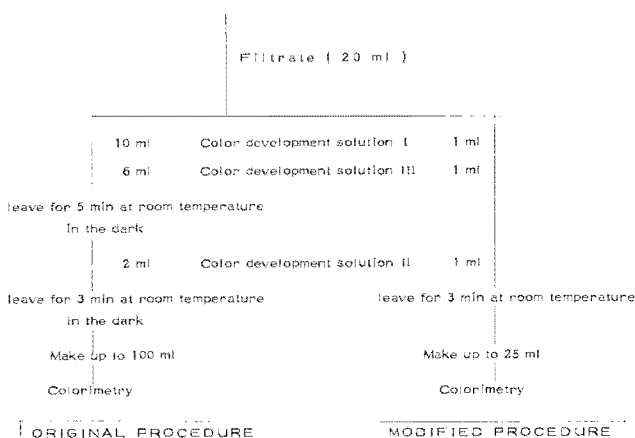 Filtrate ( 20 ml )
10 ml Color development solution I 1 ml
6 ml Color development solution III 1 ml
leave for 5 min at room temperature
in the dark
2 ml Color development solution II 1 ml
leave for 3 min at room temperature leave for 3 min at room temperature
in the dark
Make up to 100 ml Make up to 25 ml
Colorimetry Colorimetry
ORIGINAL PROCEDURE MODIFIED PROCEDURE